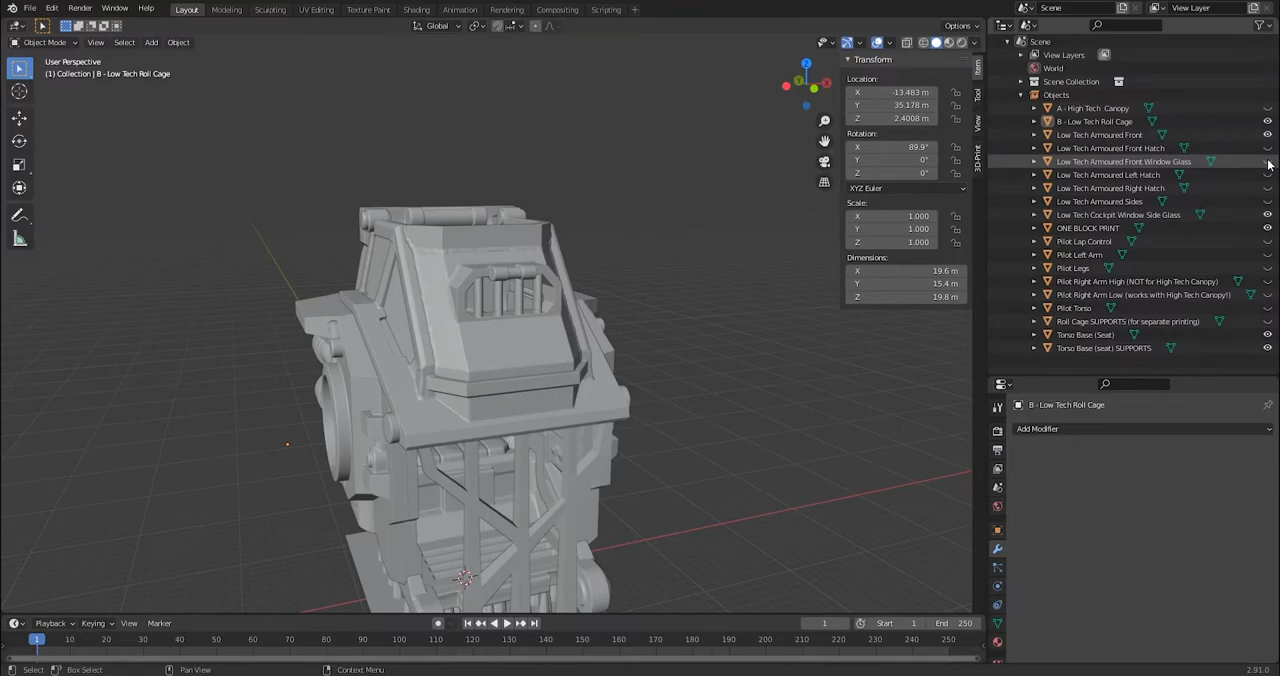 File Edit Render Window Help Layout Modeling Sculpting UV Editing Texture Paint Shading Animation Rendering Compositing Scripting + Scene View Layer
Global Options
Object Mode View Select Add Object
User Perspective
(1) Collection | B - Low Tech Roll Cage
Z
Y
X
Transform
Location:
X -13.483 m
Y 35.178 m
Z 2.4008 m
Rotation:
X 89.9°
Y 0°
Z 0°
XYZ Euler
Scale:
X 1.000
Y 1.000
Z 1.000
Dimensions:
X 19.6 m
Y 15.4 m
Z 19.8 m
Item
Tool
View
3D-Print
Scene
View Layers
World
Scene Collection
Objects
A - High Tech Canopy
B - Low Tech Roll Cage
Low Tech Armoured Front
Low Tech Armoured Front Hatch
Low Tech Armoured Front Window Glass
Low Tech Armoured Left Hatch
Low Tech Armoured Right Hatch
Low Tech Armoured Sides
Low Tech Cockpit Window Side Glass
ONE BLOCK PRINT
Pilot Lap Control
Pilot Left Arm
Pilot Legs
Pilot Right Arm High (NOT for High Tech Canopy)
Pilot Right Arm Low (works with High Tech Canopy!)
Pilot Torso
Roll Cage SUPPORTS (for separate printing)
Torso Base (Seat)
Torso Base (seat) SUPPORTS
B - Low Tech Roll Cage
Add Modifier
Playback Keying View Marker 1 Start 1 End 250
1 10 20 30 40 50 60 70 80 90 100 110 120 130 140 150 160 170 180 190 200 210 220 230 240 250
Select Box Select Pan View Context Menu 2.91.0